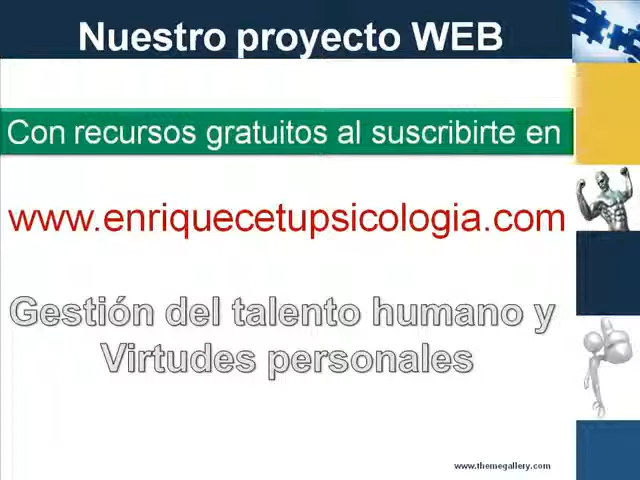 Nuestro proyecto WEB
Con recursos gratuitos al suscribirte en
www.enriquecetupsicologia.com
Gestión del talento humano y
Virtudes personales
www.themegallery.com